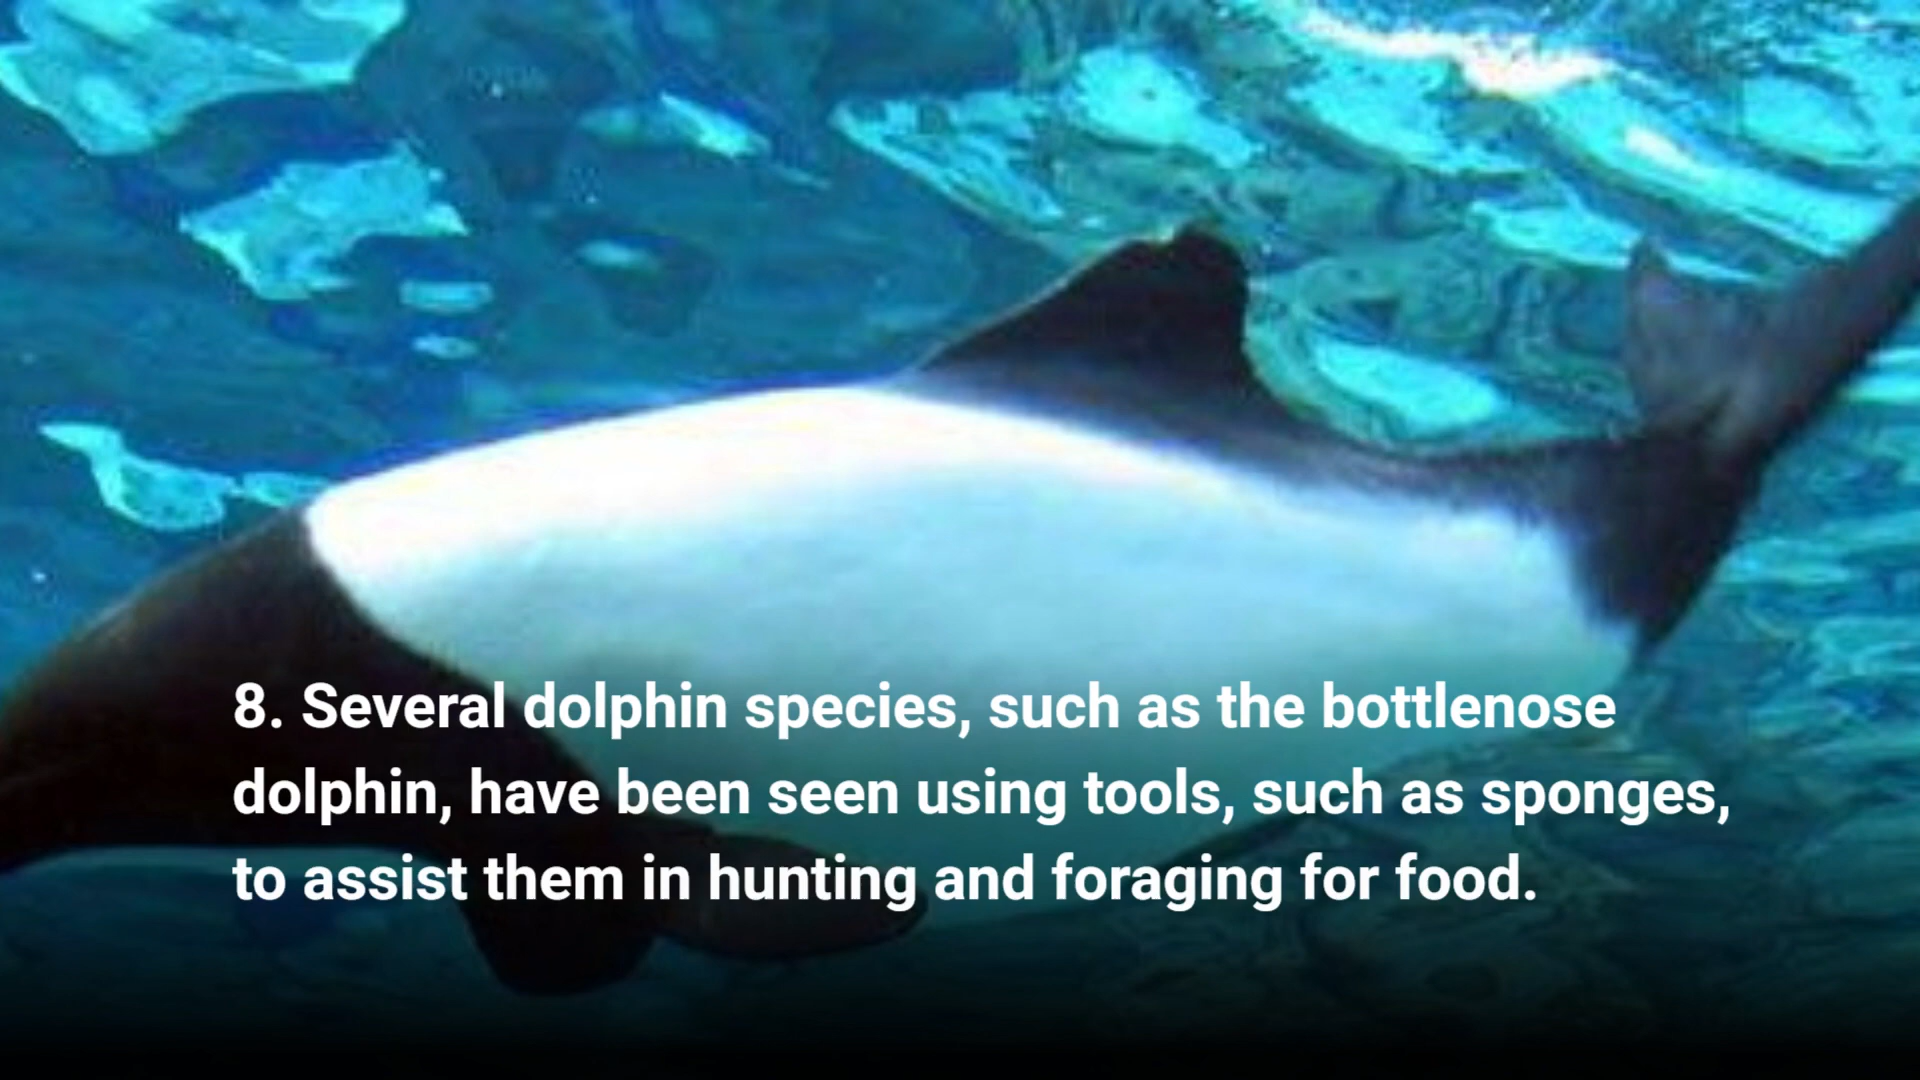 8. Several dolphin species, such as the bottlenose
dolphin, have been seen using tools, such as sponges,
to assist them in hunting and foraging for food.